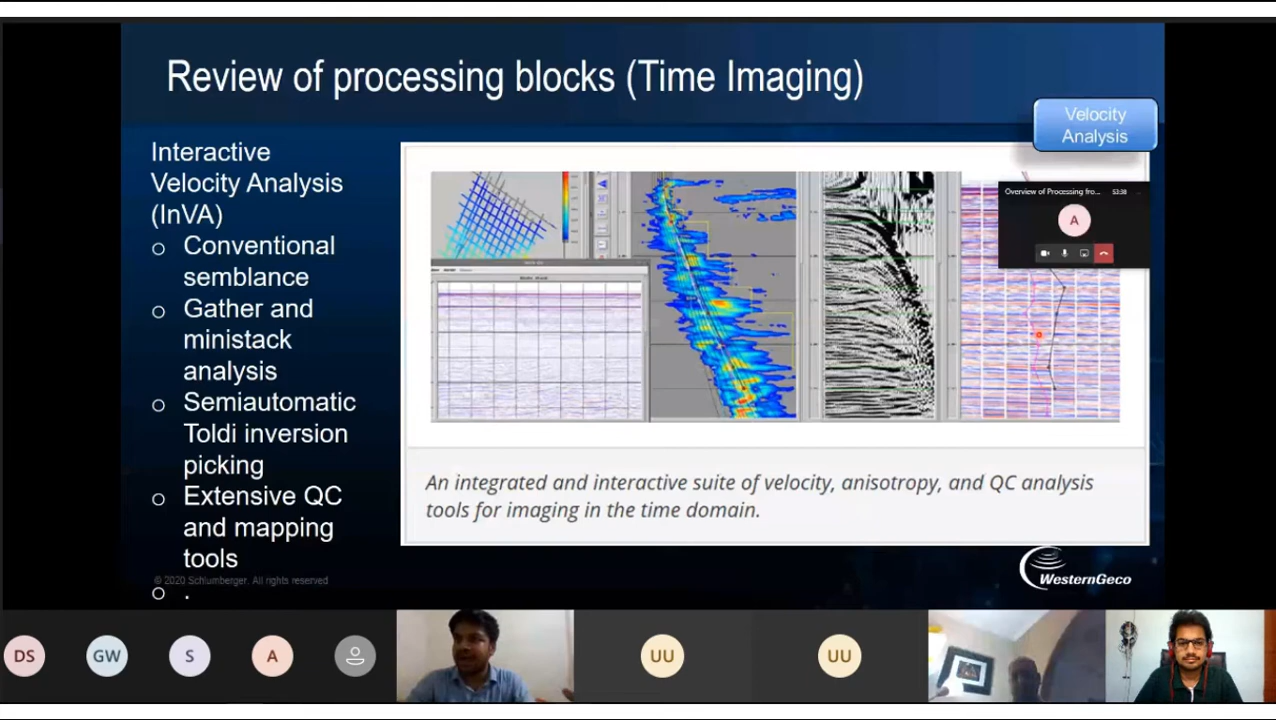 Review of processing blocks (Time Imaging)
Velocity
Analysis
Interactive
Velocity Analysis
(InVA)
o Conventional
semblance
o Gather and
ministack
analysis
o Semiautomatic
Toldi inversion
picking
o Extensive QC
and mapping
tools
o .
Overview of Processing fro... 53:38
A
An integrated and interactive suite of velocity, anisotropy, and QC analysis
tools for imaging in the time domain.
© 2020 Schlumberger. All rights reserved
WesternGeco
DS GW S A UU UU